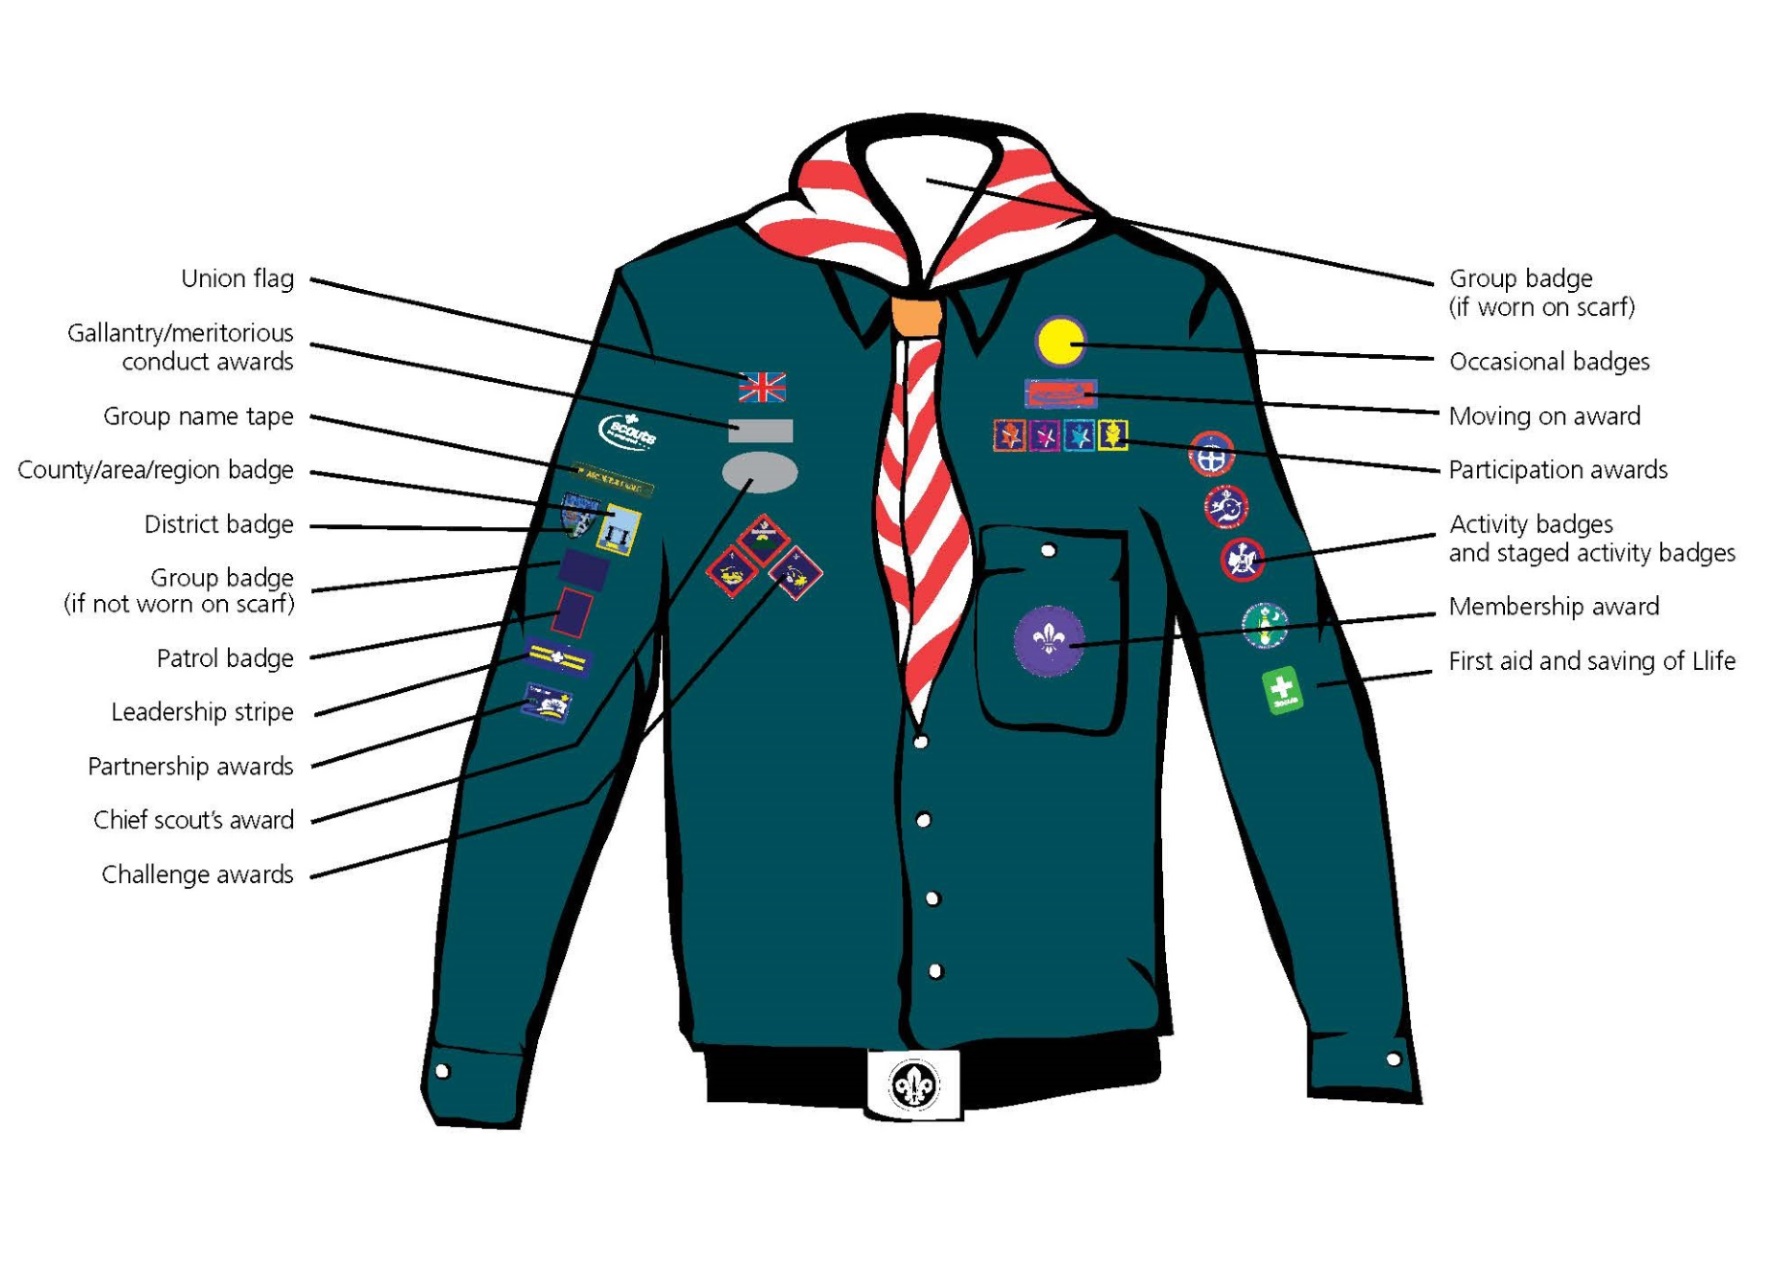 Union flag
Gallantry/meritorious
conduct awards
Group name tape
County/area/region badge
District badge
Group badge
(if not worn on scarf)
Patrol badge
Leadership stripe
Partnership awards
Chief scout's award
Challenge awards
scouts
Group badge
(if worn on scarf)
Occasional badges
Moving on award
Participation awards
Activity badges
and staged activity badges
Membership award
First aid and saving of Llife